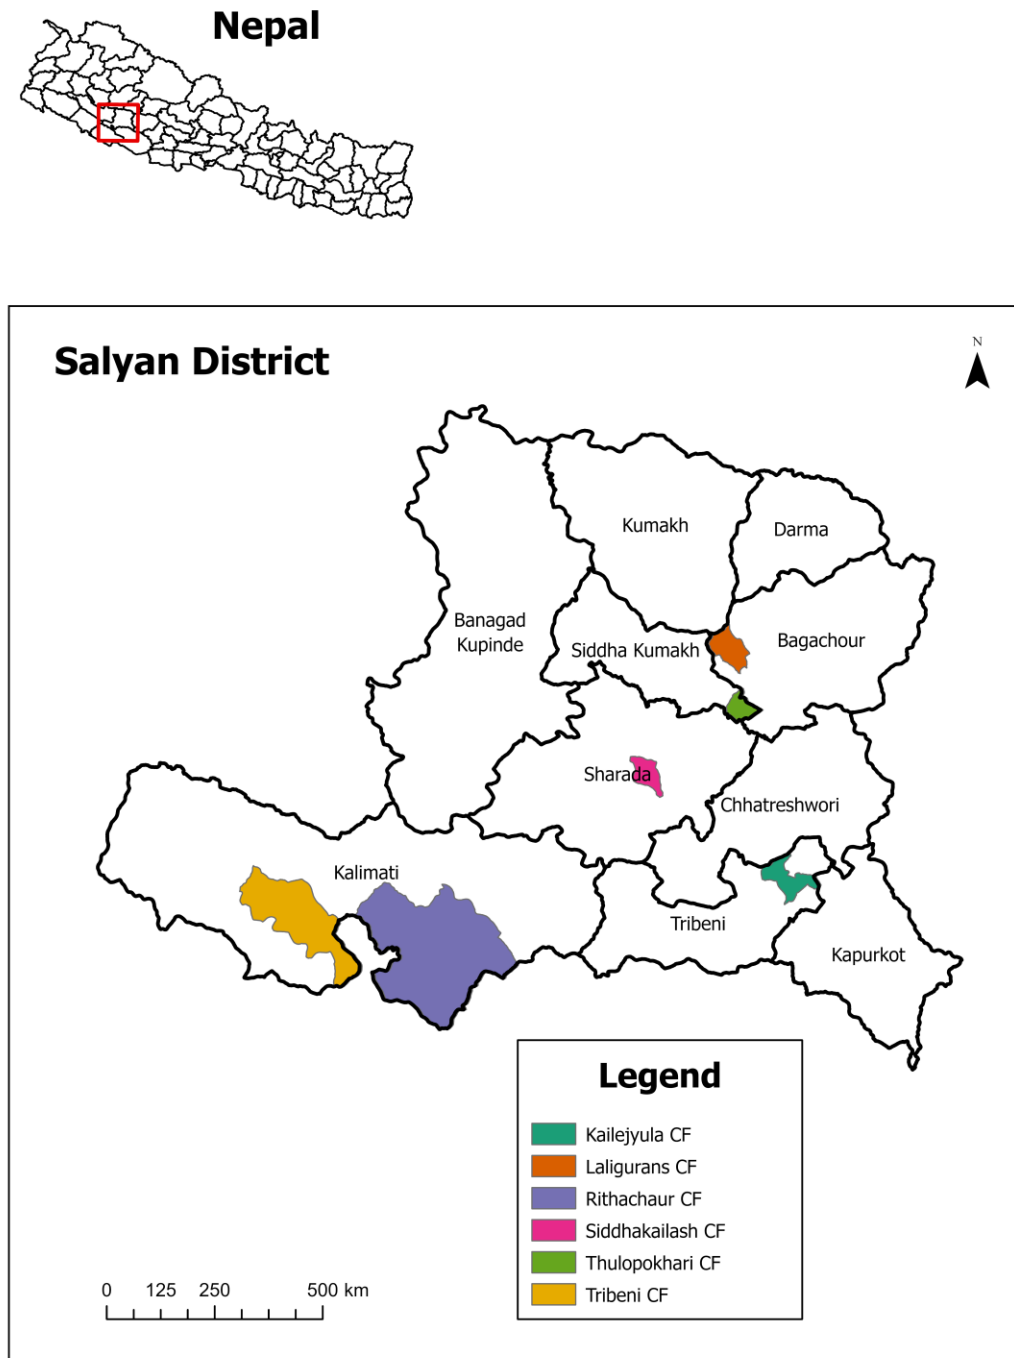 Nepal
Salyan District
N
Kumakh
Darma
Banagad
Kupinde
Siddha Kumakh
Bagachour
Sharada
Chhatreshwori
Kalimati
Tribeni
Kapurkot
Legend
Kailejyula CF
Laligurans CF
Rithachaur CF
Siddhakailash CF
Thulopokhari CF
Tribeni CF
0 125 250 500 km